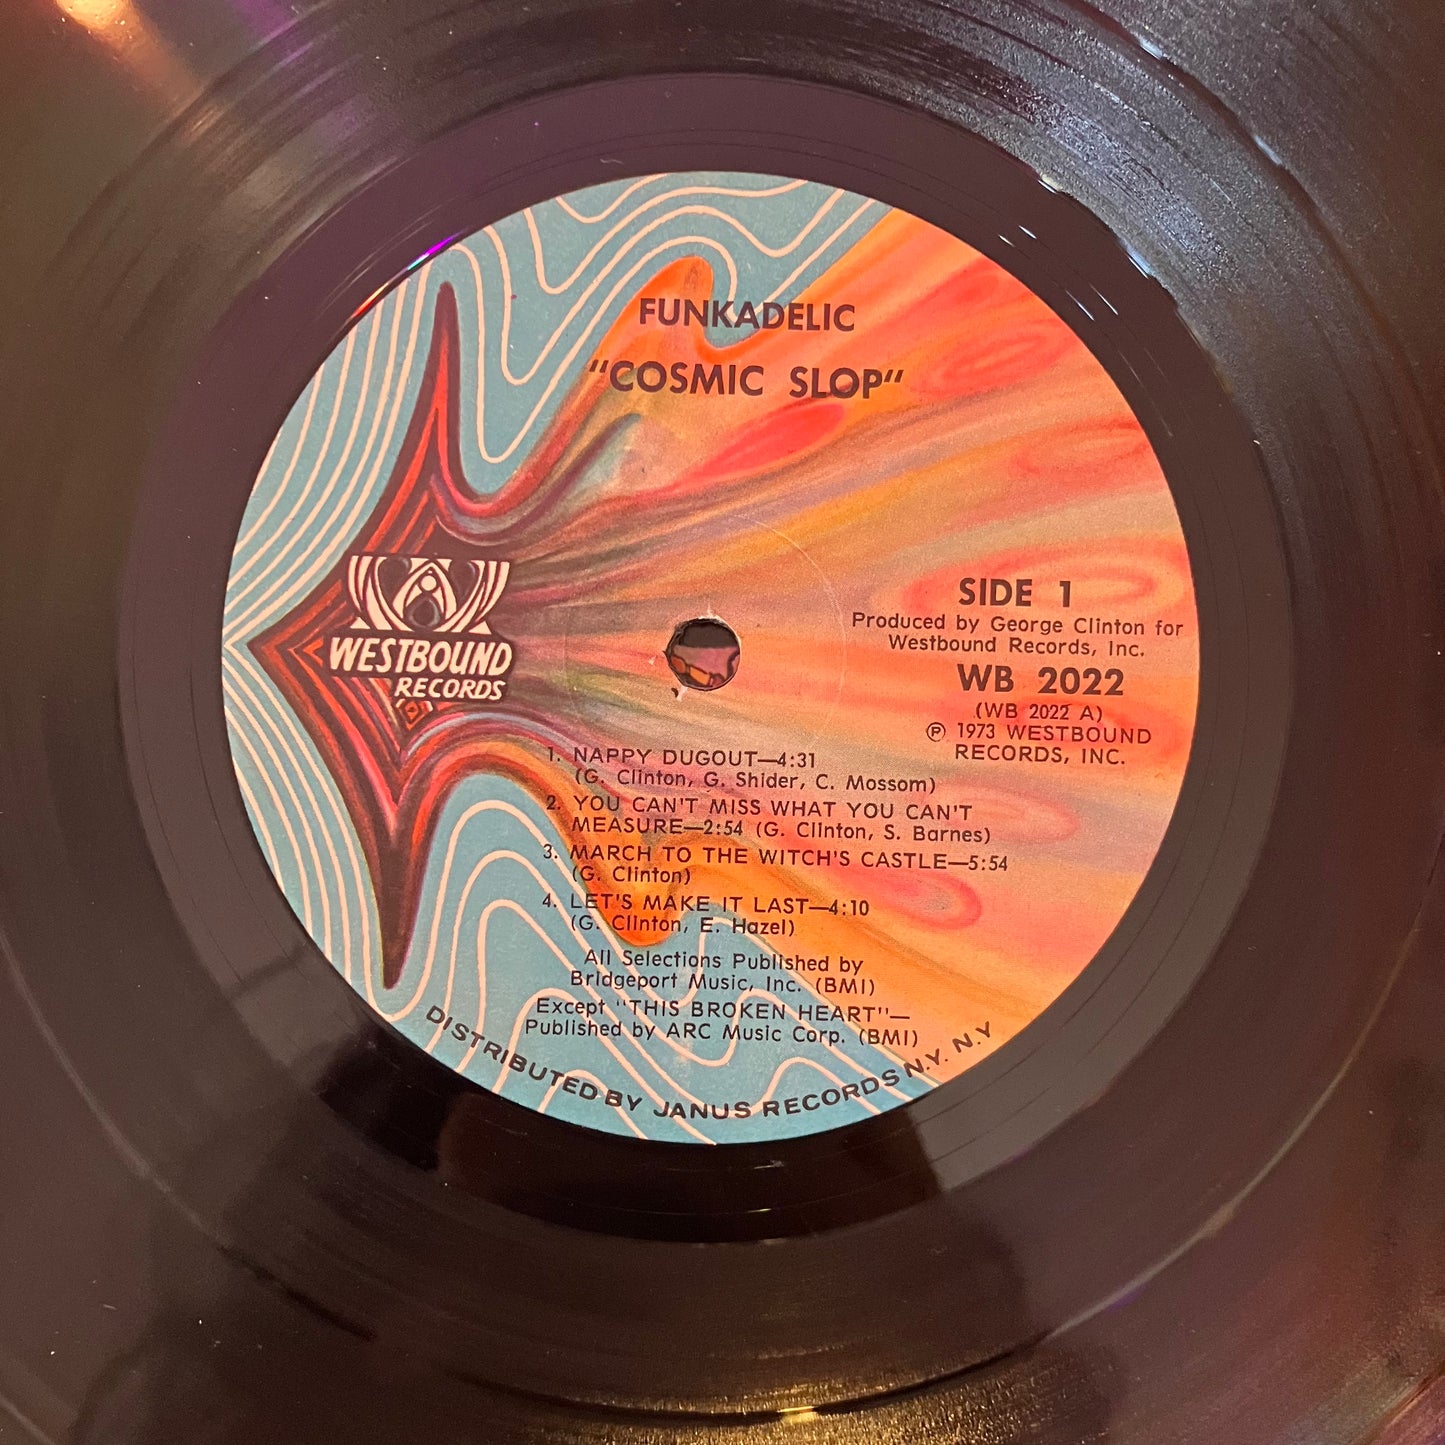 FUNKADELIC
"COSMIC SLOP"
WESTBOUND
RECORDS
SIDE 1
Produced by George Clinton for
Westbound Records, Inc.
WB 2022
(WB 2022 A)
℗ 1973 WESTBOUND
RECORDS, INC.
1. NAPPY DUGOUT—4:31
(G. Clinton, G. Shider, C. Mossom)
2. YOU CAN'T MISS WHAT YOU CAN'T
MEASURE—2:54 (G. Clinton, S. Barnes)
3. MARCH TO THE WITCH'S CASTLE—5:54
(G. Clinton)
4. LET'S MAKE IT LAST—4:10
(G. Clinton, E. Hazel)
All Selections Published by
Bridgeport Music, Inc. (BMI)
Except "THIS BROKEN HEART"—
Published by ARC Music Corp. (BMI)
DISTRIBUTED BY JANUS RECORDS N.Y. N.Y